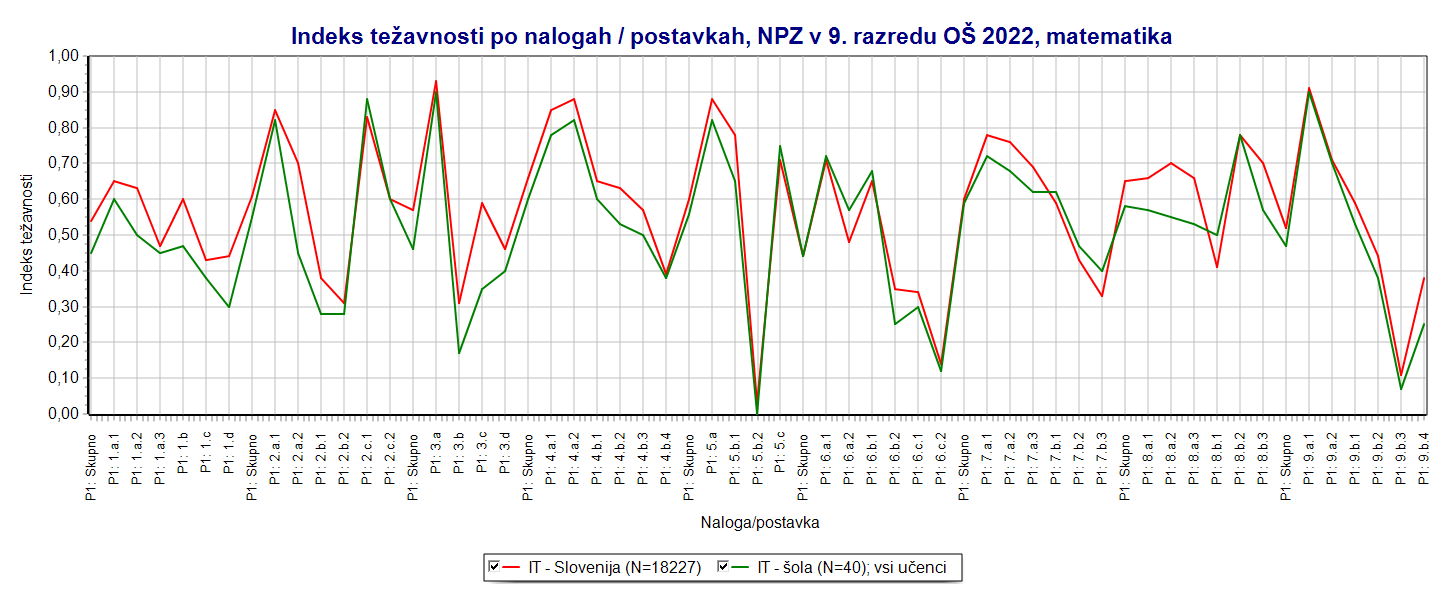 Indeks težavnosti po nalogah / postavkah, NPZ v 9. razredu OŠ 2022, matematika
Indeks težavnosti
1,00
0,90
0,80
0,70
0,60
0,50
0,40
0,30
0,20
0,10
0,00
P1: Skupno
P1: 1.a.1
P1: 1.a.2
P1: 1.a.3
P1: 1.b
P1: 1.c
P1: 1.d
P1: Skupno
P1: 2.a.1
P1: 2.a.2
P1: 2.b.1
P1: 2.b.2
P1: 2.c.1
P1: 2.c.2
P1: Skupno
P1: 3.a
P1: 3.b
P1: 3.c
P1: 3.d
P1: Skupno
P1: 4.a.1
P1: 4.a.2
P1: 4.b.1
P1: 4.b.2
P1: 4.b.3
P1: 4.b.4
P1: Skupno
P1: 5.a
P1: 5.b.1
P1: 5.b.2
P1: 5.c
P1: Skupno
P1: 6.a.1
P1: 6.a.2
P1: 6.b.1
P1: 6.b.2
P1: 6.c.1
P1: 6.c.2
P1: Skupno
P1: 7.a.1
P1: 7.a.2
P1: 7.a.3
P1: 7.b.1
P1: 7.b.2
P1: 7.b.3
P1: Skupno
P1: 8.a.1
P1: 8.a.2
P1: 8.a.3
P1: 8.b.1
P1: 8.b.2
P1: 8.b.3
P1: Skupno
P1: 9.a.1
P1: 9.a.2
P1: 9.b.1
P1: 9.b.2
P1: 9.b.3
P1: 9.b.4
Naloga/postavka
IT - Slovenija (N=18227)
IT - šola (N=40); vsi učenci